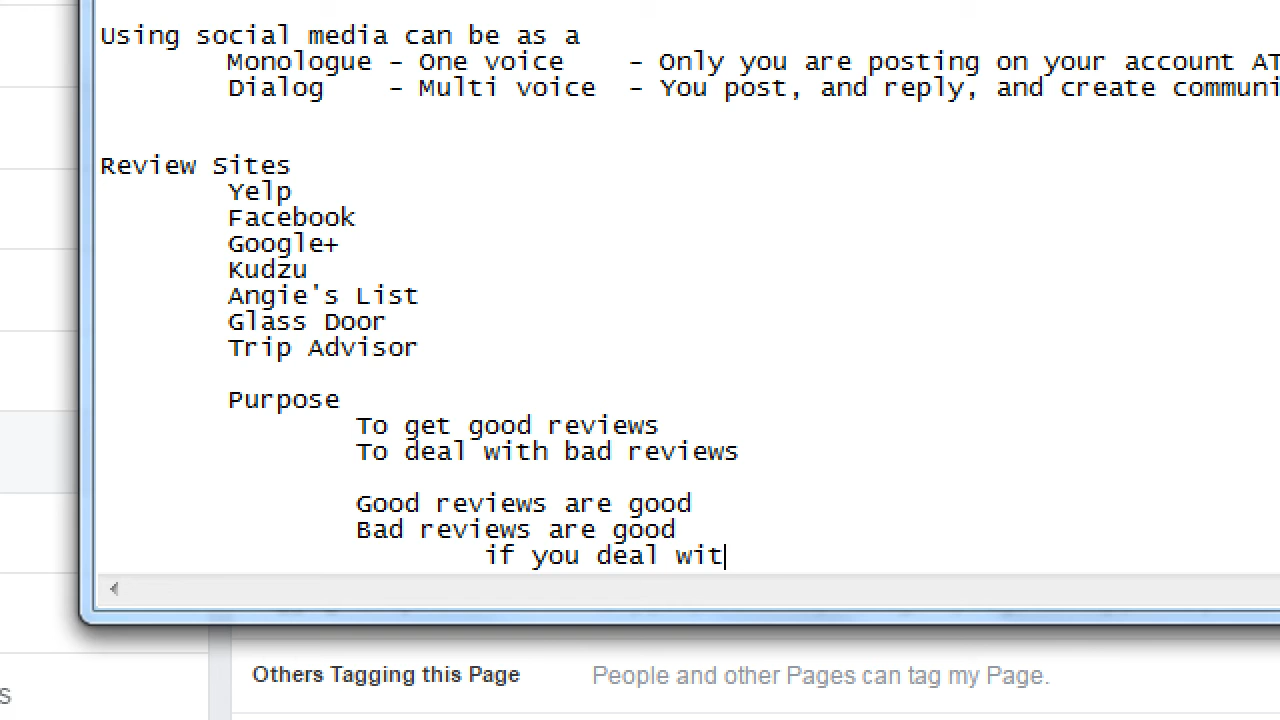 Using social media can be as a
Monologue - One voice - Only you are posting on your account AT
Dialog - Multi voice - You post, and reply, and create communi
Review Sites
Yelp
Facebook
Google+
Kudzu
Angie's List
Glass Door
Trip Advisor
Purpose
To get good reviews
To deal with bad reviews
Good reviews are good
Bad reviews are good
if you deal wit
Others Tagging this Page People and other Pages can tag my Page.
s